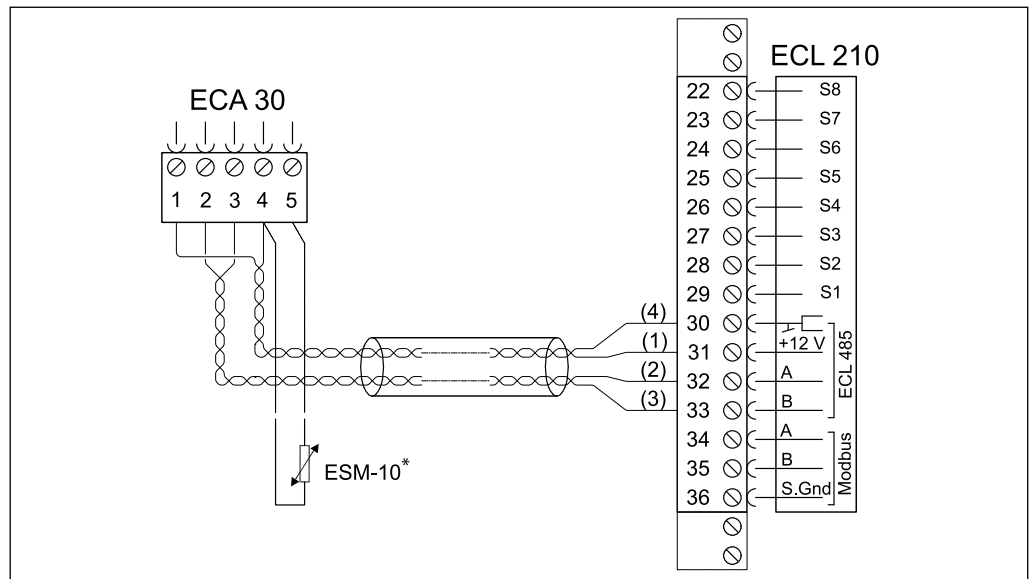 ECA 30
1 2 3 4 5
ESM-10*
(4)
(1)
(2)
(3)
ECL 210
22 S8
23 S7
24 S6
25 S5
26 S4
27 S3
28 S2
29 S1
30
31 +12 V
32 A
33 B
ECL 485
34 A
35 B
36 S.Gnd
Modbus